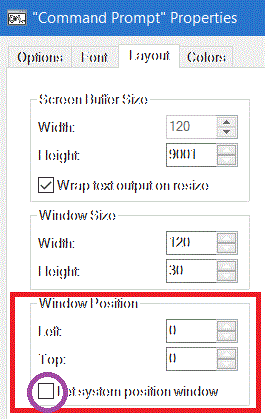 "Command Prompt" Properties
Options Font Layout Colors
Screen Buffer Size
Width: 120
Height: 9001
Wrap text output on resize
Window Size
Width: 120
Height: 30
Window Position
Left: 0
Top: 0
Let system position window